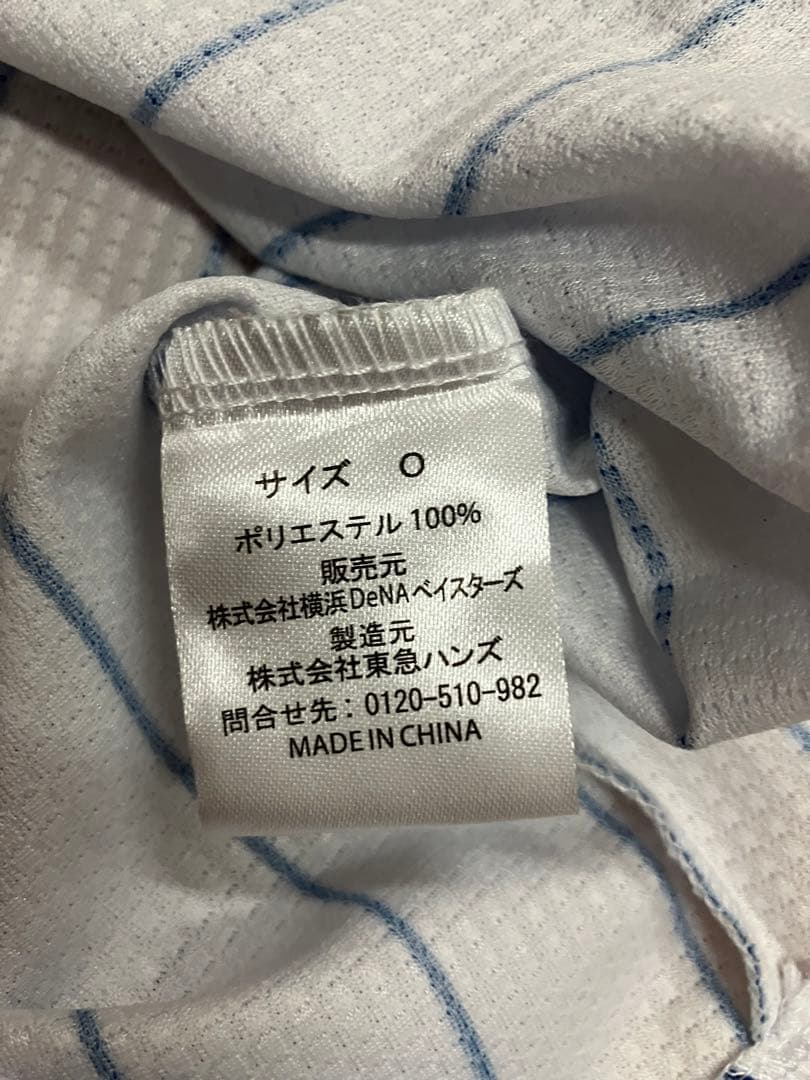 サイズ O
ポリエステル 100%
販売元
株式会社横浜DeNAベイスターズ
製造元
株式会社東急ハンズ
問合せ先：0120-510-982
MADE IN CHINA